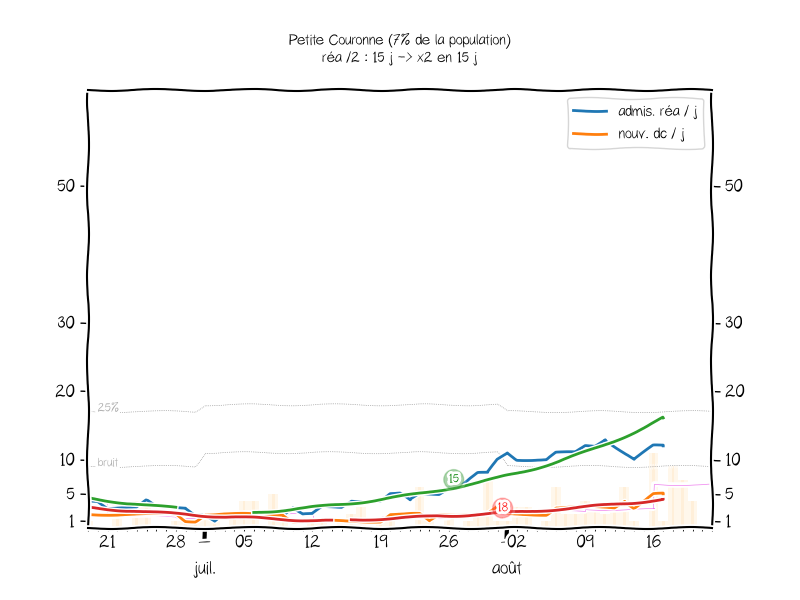 Petite Couronne (7% de la population)
réa /2 : 15 j -> x2 en 15 j
admis. réa / j
nouv. dc / j
50 50
30 30
20 20
25%
10 10
bruit
15
5 5
18
1 1
21 28 05 12 19 26 02 09 16
juil. août